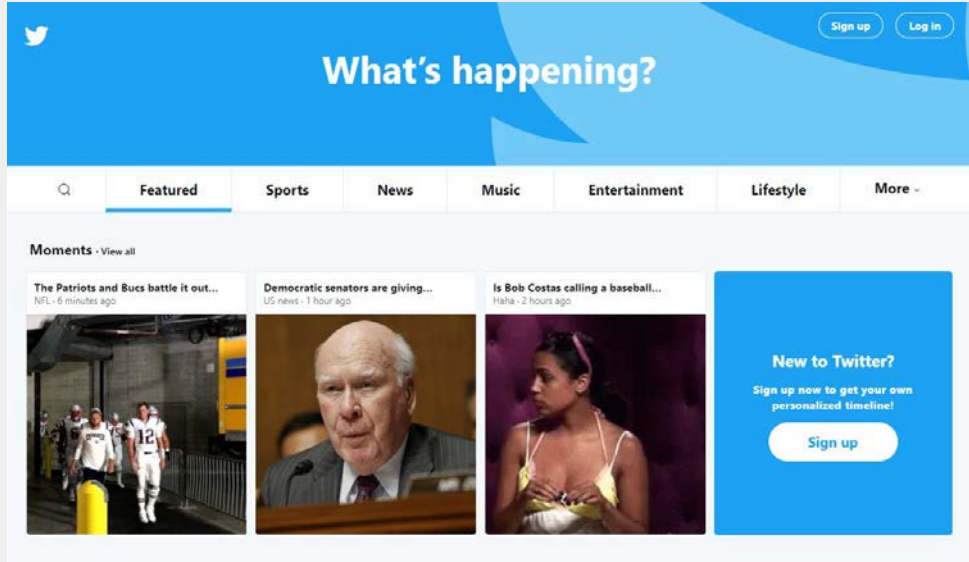 Sign up
Log in
What's happening?
Featured
Sports
News
Music
Entertainment
Lifestyle
More
Moments · View all
The Patriots and Bucs battle it out...
NFL · 6 minutes ago
Democratic senators are giving...
US news · 1 hour ago
Is Bob Costas calling a baseball...
Haha · 2 hours ago
12
New to Twitter?
Sign up now to get your own
personalized timeline!
Sign up